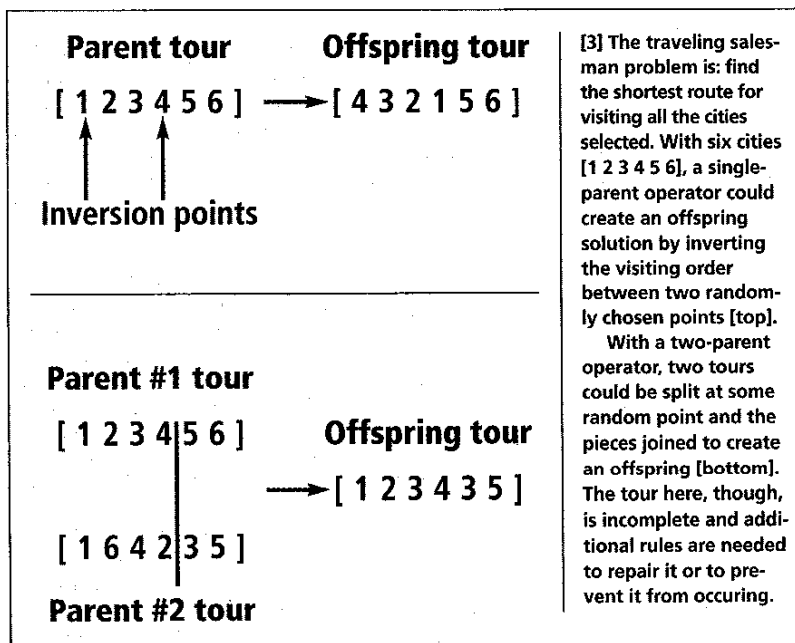 Parent tour Offspring tour
[ 1 2 3 4 5 6 ] [ 4 3 2 1 5 6 ]
Inversion points
Parent #1 tour
[ 1 2 3 4 5 6 ]
Offspring tour
[ 1 2 3 4 3 5 ]
[ 1 6 4 2 3 5 ]
Parent #2 tour
[3] The traveling sales-
man problem is: find
the shortest route for
visiting all the cities
selected. With six cities
[1 2 3 4 5 6], a single-
parent operator could
create an offspring
solution by inverting
the visiting order
between two random-
ly chosen points [top].
With a two-parent
operator, two tours
could be split at some
random point and the
pieces joined to create
an offspring [bottom].
The tour here, though,
is incomplete and addi-
tional rules are needed
to repair it or to pre-
vent it from occuring.